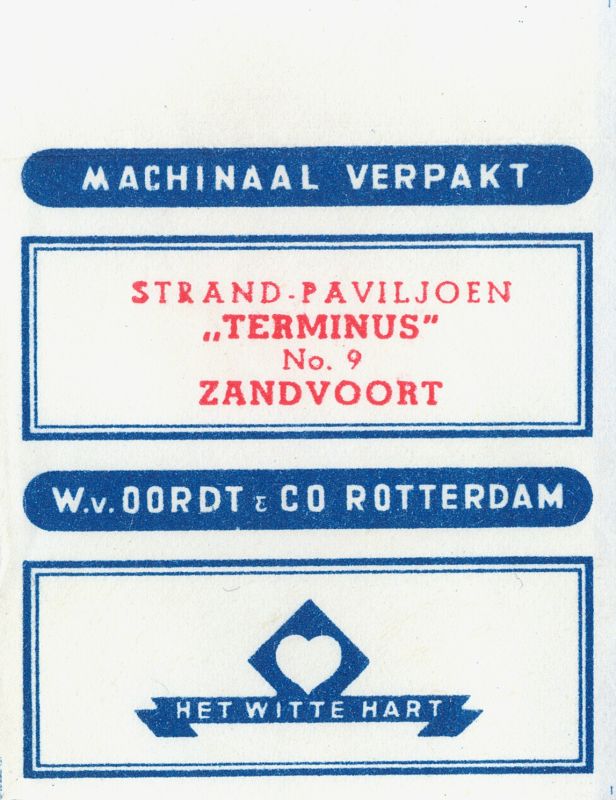 MACHINAAL VERPAKT
STRAND-PAVILJOEN
„TERMINUS”
No. 9
ZANDVOORT
W.v. OORDT & CO ROTTERDAM
HET WITTE HART